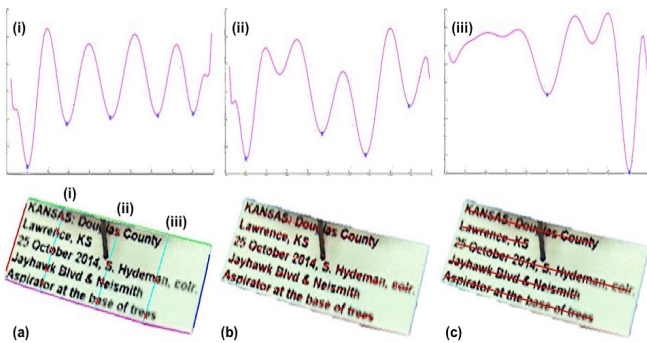 (i)
(ii)
(iii)
(i)
(ii)
(iii)
KANSAS: Douglas County
Lawrence, KS
25 October 2014, S. Hydeman, colr.
Jayhawk Blvd & Neismith
Aspirator at the base of trees
KANSAS: Douglas County
Lawrence, KS
25 October 2014, S. Hydeman, colr.
Jayhawk Blvd & Neismith
Aspirator at the base of trees
KANSAS: Douglas County
Lawrence, KS
25 October 2014, S. Hydeman, colr.
Jayhawk Blvd & Neismith
Aspirator at the base of trees
(a)
(b)
(c)